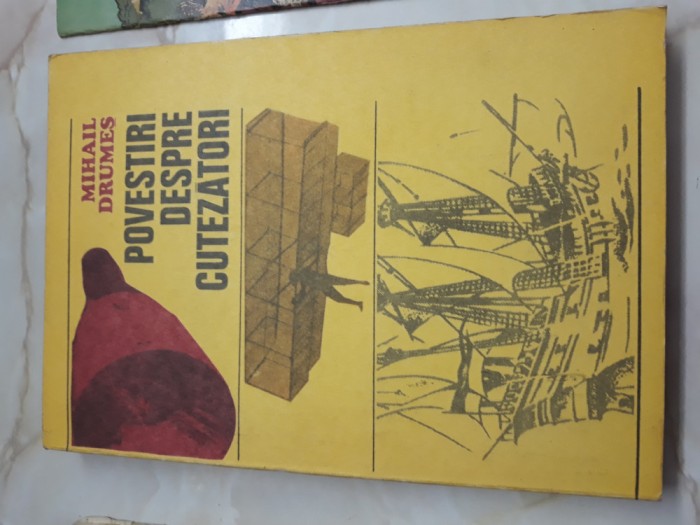 MIHAIL
DRUMEȘ
POVESTIRI
DESPRE
CUTEZATORI